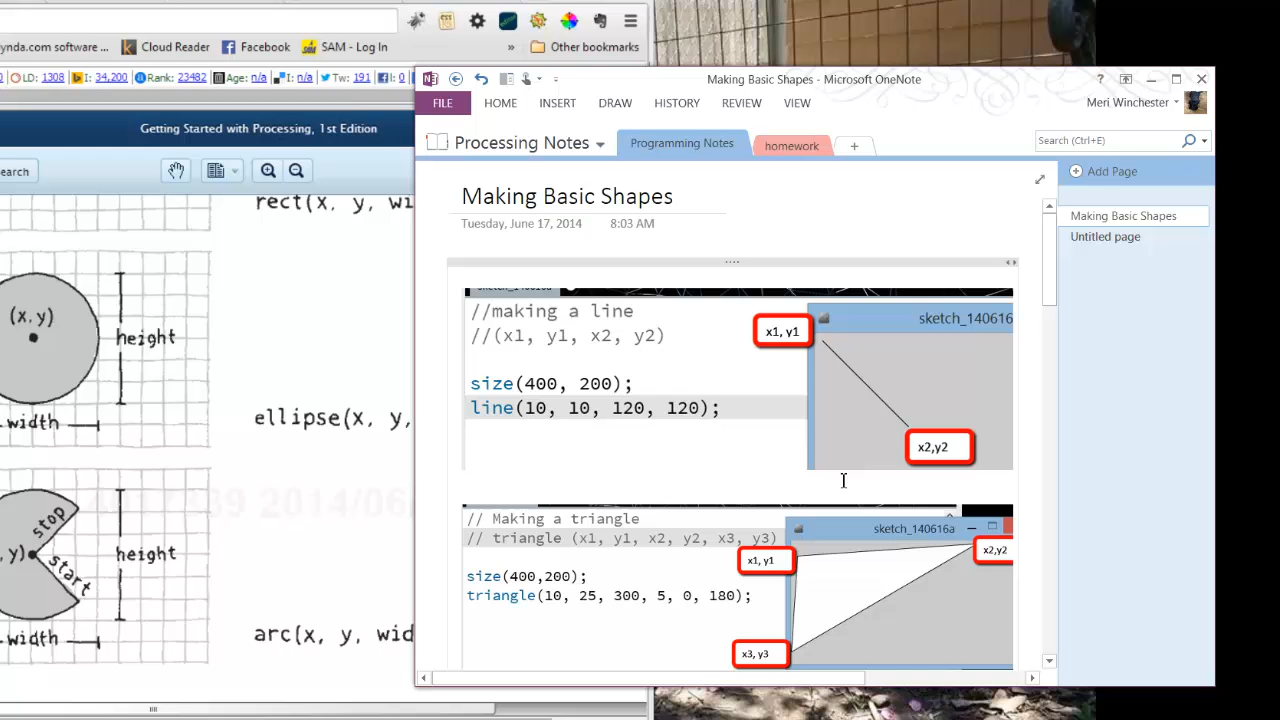 ynda.com software ...
Cloud Reader
Facebook
SAM - Log In
»
Other bookmarks
LD: 1308
I: 34,200
Rank: 23482
Age: n/a
I: n/a
Tw: 191
I: 0
Getting Started with Processing, 1st Edition
earch
rect(x, y, wi
(x, y)
height
width
ellipse(x, y,
stop
start
, y)
height
width
arc(x, y, wid
Making Basic Shapes - Microsoft OneNote
FILE
HOME
INSERT
DRAW
HISTORY
REVIEW
VIEW
Meri Winchester
Processing Notes
Programming Notes
homework
Search (Ctrl+E)
Add Page
Making Basic Shapes
Untitled page
Making Basic Shapes
Tuesday, June 17, 2014 8:03 AM
//making a line
//(x1, y1, x2, y2)
size(400, 200);
line(10, 10, 120, 120);
sketch_140616
x1, y1
x2,y2
// Making a triangle
// triangle (x1, y1, x2, y2, x3, y3)
size(400,200);
triangle(10, 25, 300, 5, 0, 180);
sketch_140616a
x1, y1
x2,y2
x3, y3